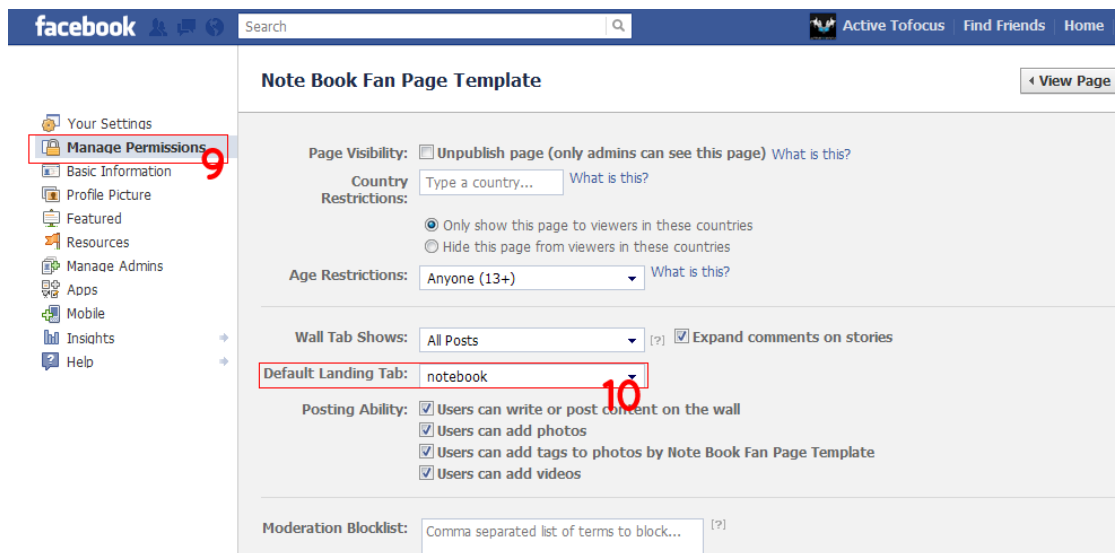 facebook Search Active Tofocus Find Friends Home
Note Book Fan Page Template View Page
Your Settings
Manage Permissions
9
Basic Information
Profile Picture
Featured
Resources
Manage Admins
Apps
Mobile
Insights
Help
Page Visibility: Unpublish page (only admins can see this page) What is this?
Country Restrictions: Type a country... What is this?
Only show this page to viewers in these countries
Hide this page from viewers in these countries
Age Restrictions: Anyone (13+) What is this?
Wall Tab Shows: All Posts [?] Expand comments on stories
Default Landing Tab: notebook
10
Posting Ability: Users can write or post content on the wall
Users can add photos
Users can add tags to photos by Note Book Fan Page Template
Users can add videos
Moderation Blocklist: Comma separated list of terms to block... [?]